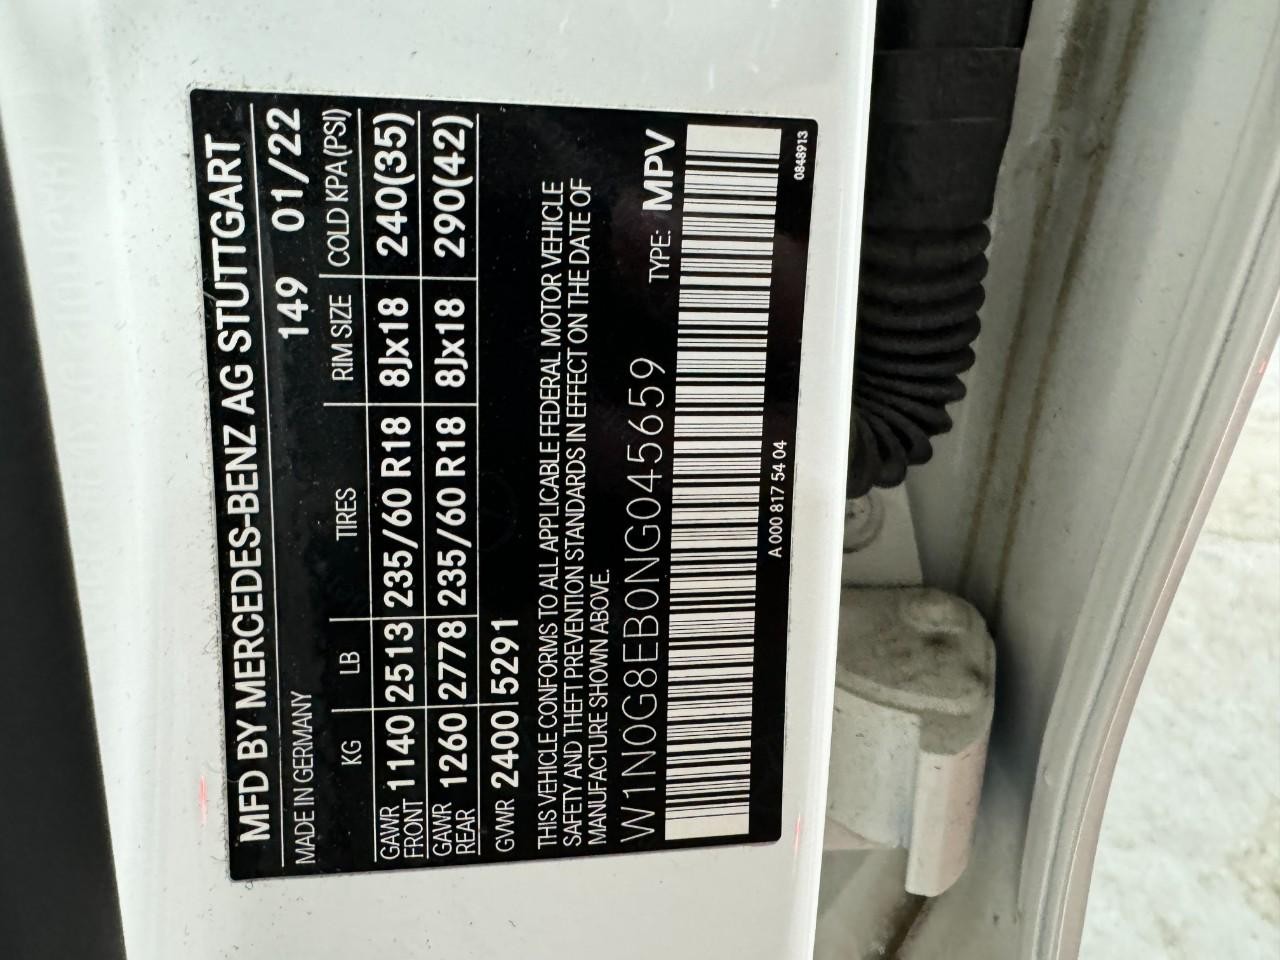 MFD BY MERCEDES-BENZ AG STUTTGART
MADE IN GERMANY 149 01/22
KG LB TIRES RIM SIZE COLD KPA(PSI)
GAWR FRONT 1140 2513 235/60 R18 8Jx18 240(35)
GAWR REAR 1260 2778 235/60 R18 8Jx18 290(42)
GVWR 2400 5291
THIS VEHICLE CONFORMS TO ALL APPLICABLE FEDERAL MOTOR VEHICLE
SAFETY AND THEFT PREVENTION STANDARDS IN EFFECT ON THE DATE OF
MANUFACTURE SHOWN ABOVE.
W1N0G8EB0NG045659 TYPE: MPV
A 000 817 54 04 0848913